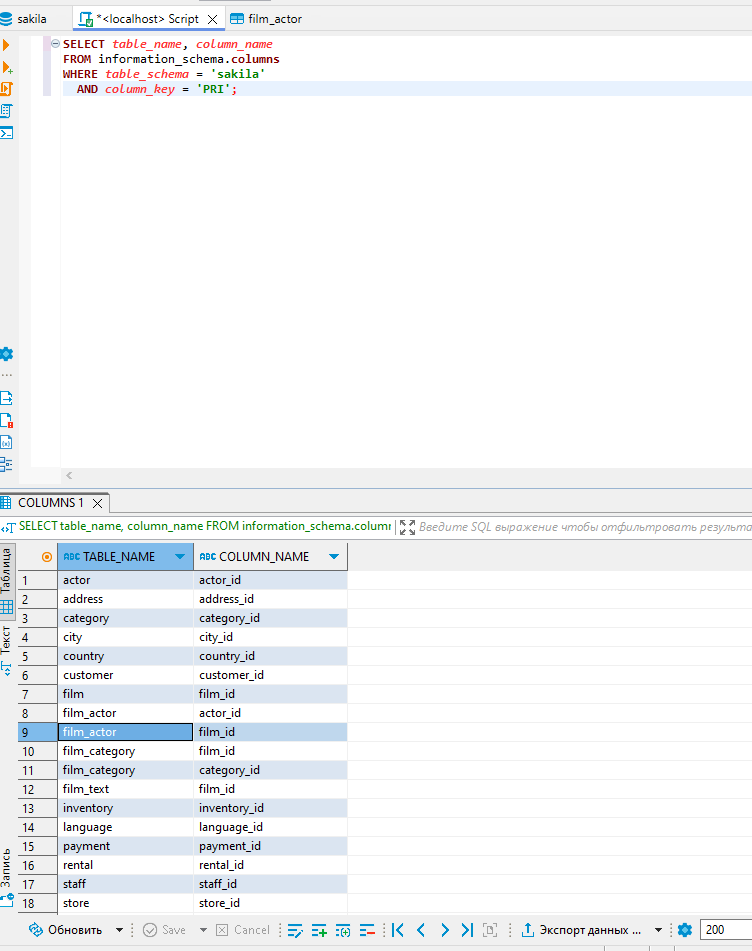 sakila
*<localhost> Script
film_actor
SELECT table_name, column_name
FROM information_schema.columns
WHERE table_schema = 'sakila'
AND column_key = 'PRI';
COLUMNS 1
SELECT table_name, column_name FROM information_schema.column
Введите SQL выражение чтобы отфильтровать результа
Таблица
Текст
Запись
ABC TABLE_NAME ABC COLUMN_NAME
1 actor actor_id
2 address address_id
3 category category_id
4 city city_id
5 country country_id
6 customer customer_id
7 film film_id
8 film_actor actor_id
9 film_actor film_id
10 film_category film_id
11 film_category category_id
12 film_text film_id
13 inventory inventory_id
14 language language_id
15 payment payment_id
16 rental rental_id
17 staff staff_id
18 store store_id
Обновить Save Cancel Экспорт данных ... 200